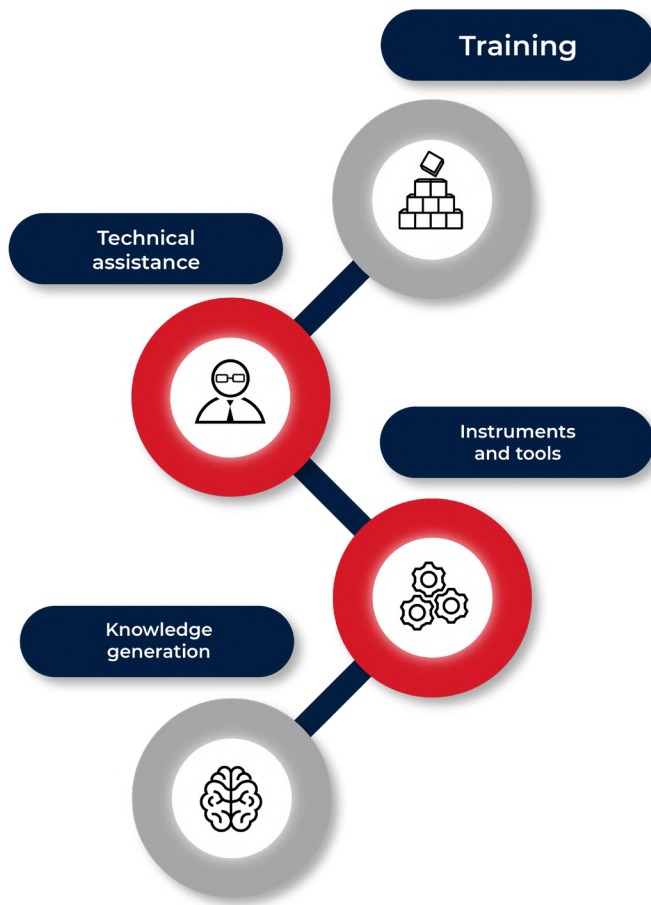 Training
Technical
assistance
Instruments
and tools
Knowledge
generation